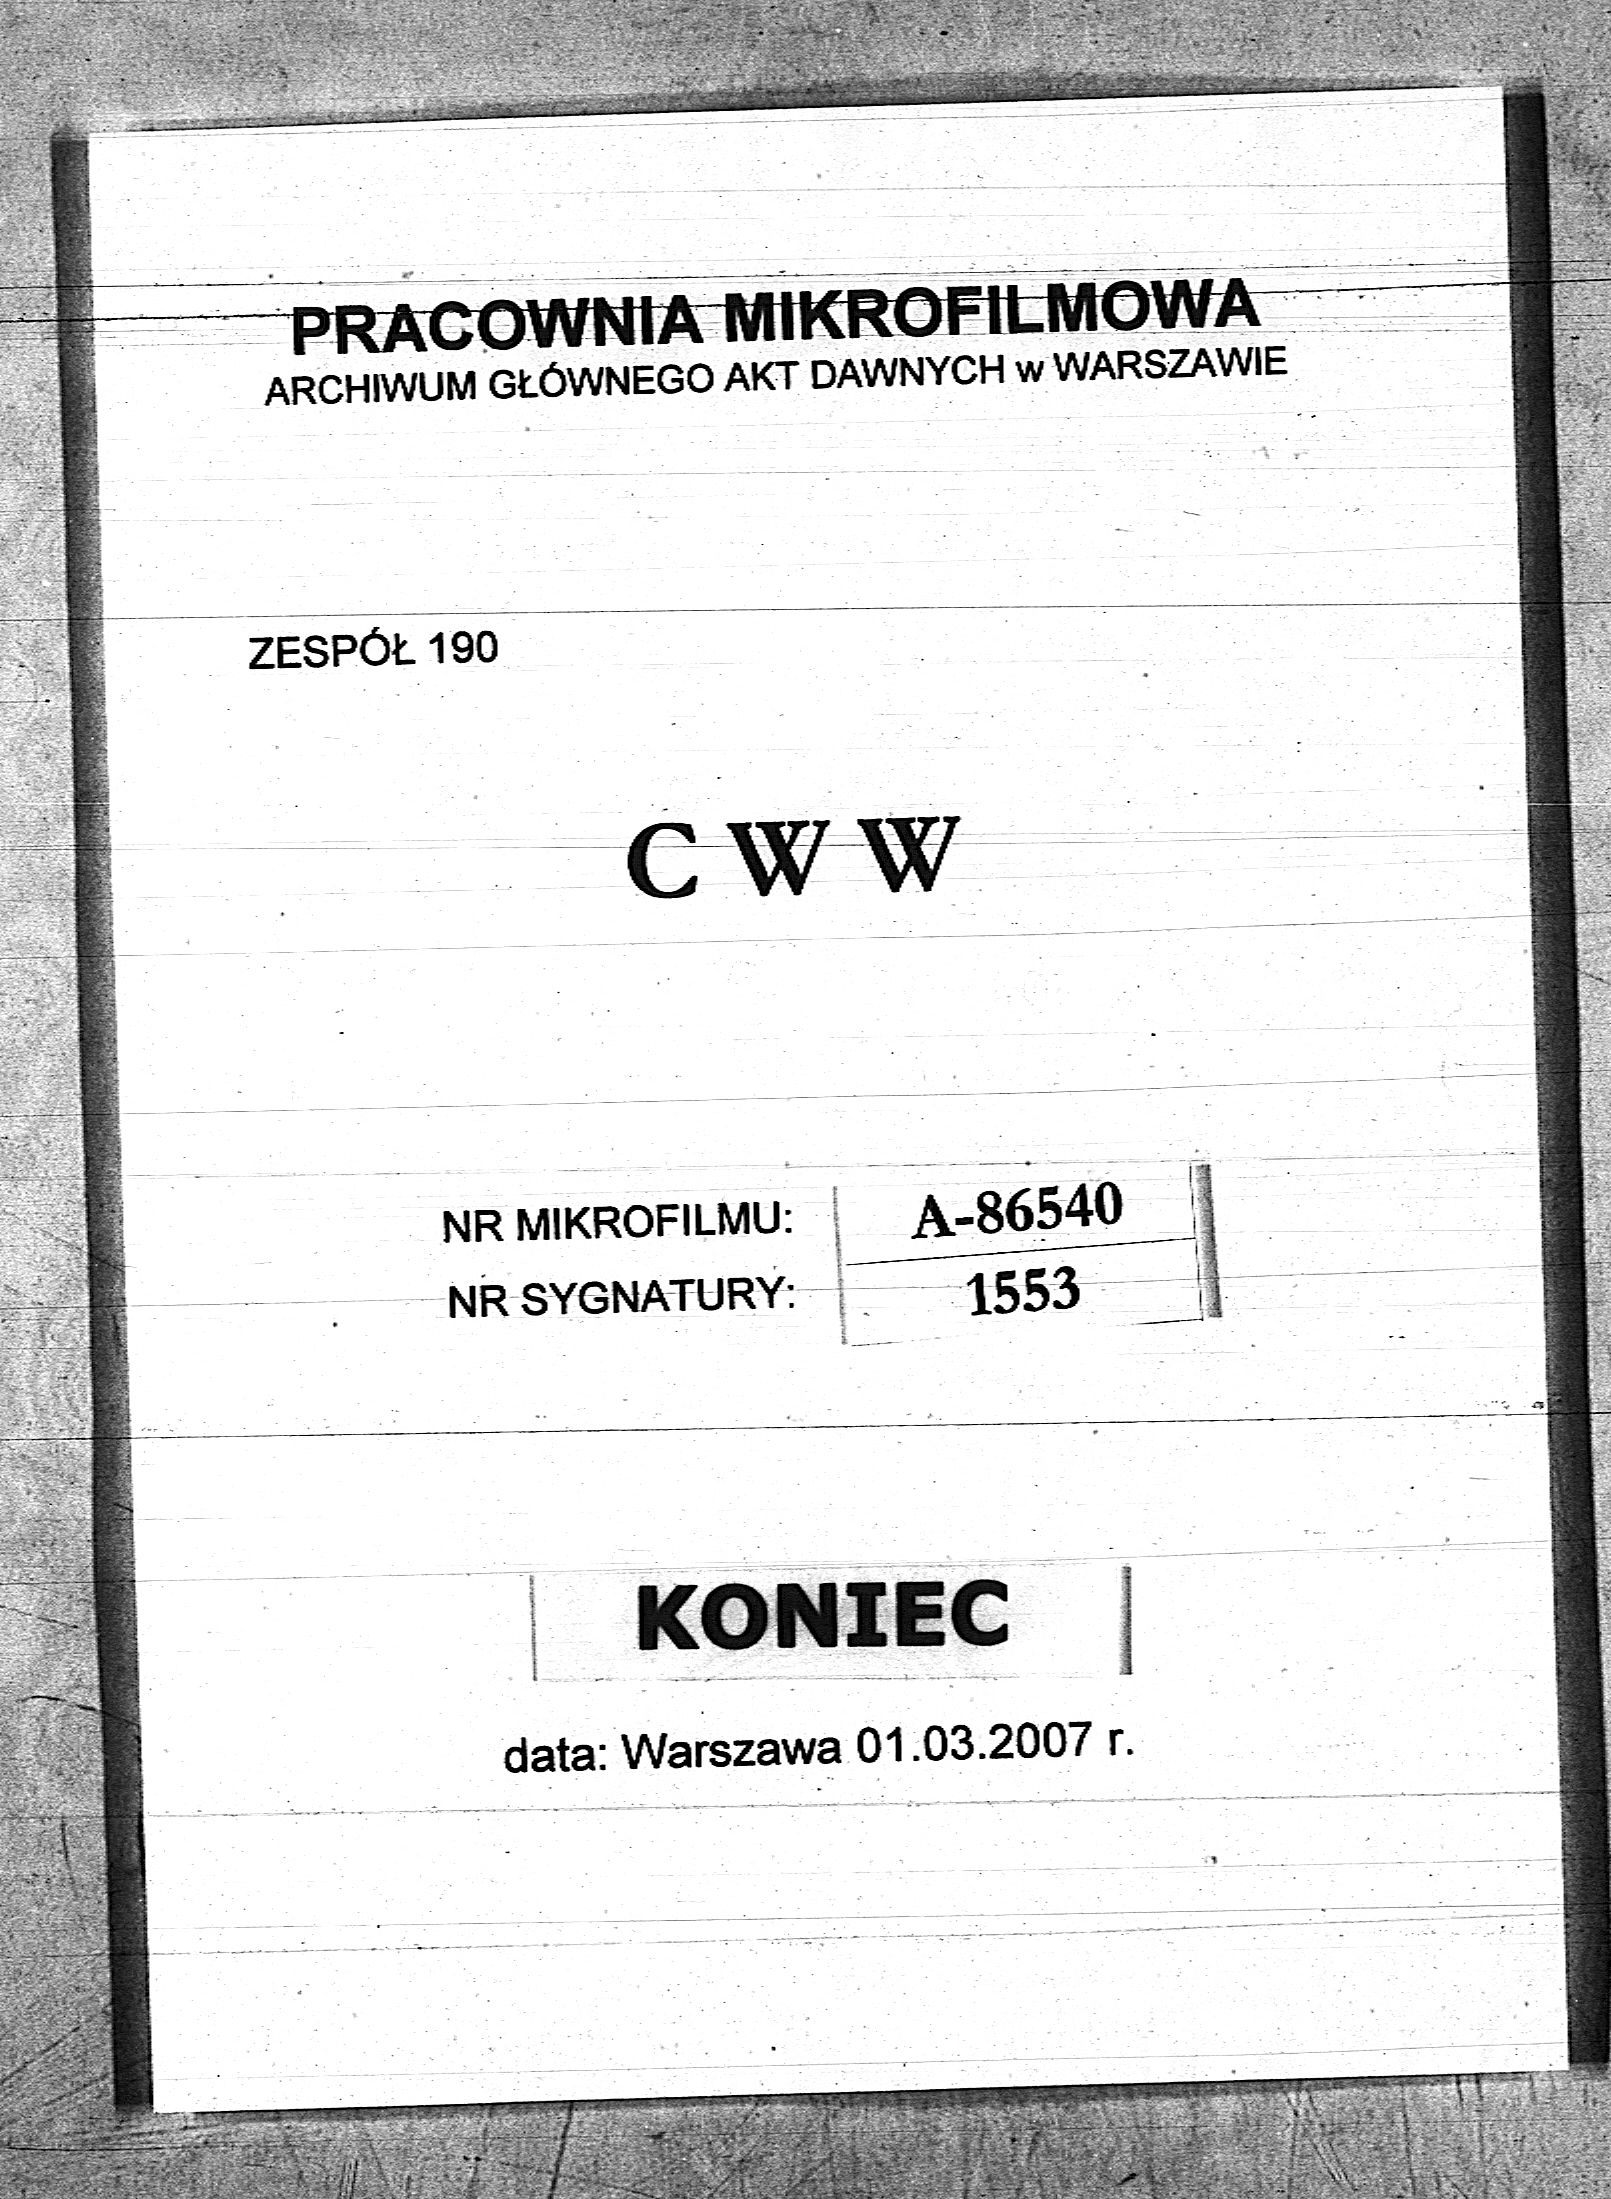 PRACOWNIA MIKROFILMOWA
ARCHIWUM GŁÓWNEGO AKT DAWNYCH w WARSZAWIE
ZESPÓŁ 190
C W W
NR MIKROFILMU: A-86540
NR SYGNATURY: 1553
KONIEC
data: Warszawa 01.03.2007 r.